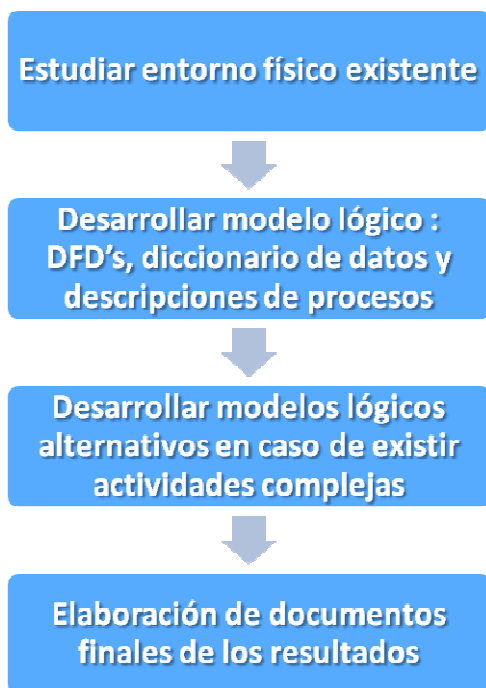 Estudiar entorno físico existente
Desarrollar modelo lógico :
DFD's, diccionario de datos y
descripciones de procesos
Desarrollar modelos lógicos
alternativos en caso de existir
actividades complejas
Elaboración de documentos
finales de los resultados